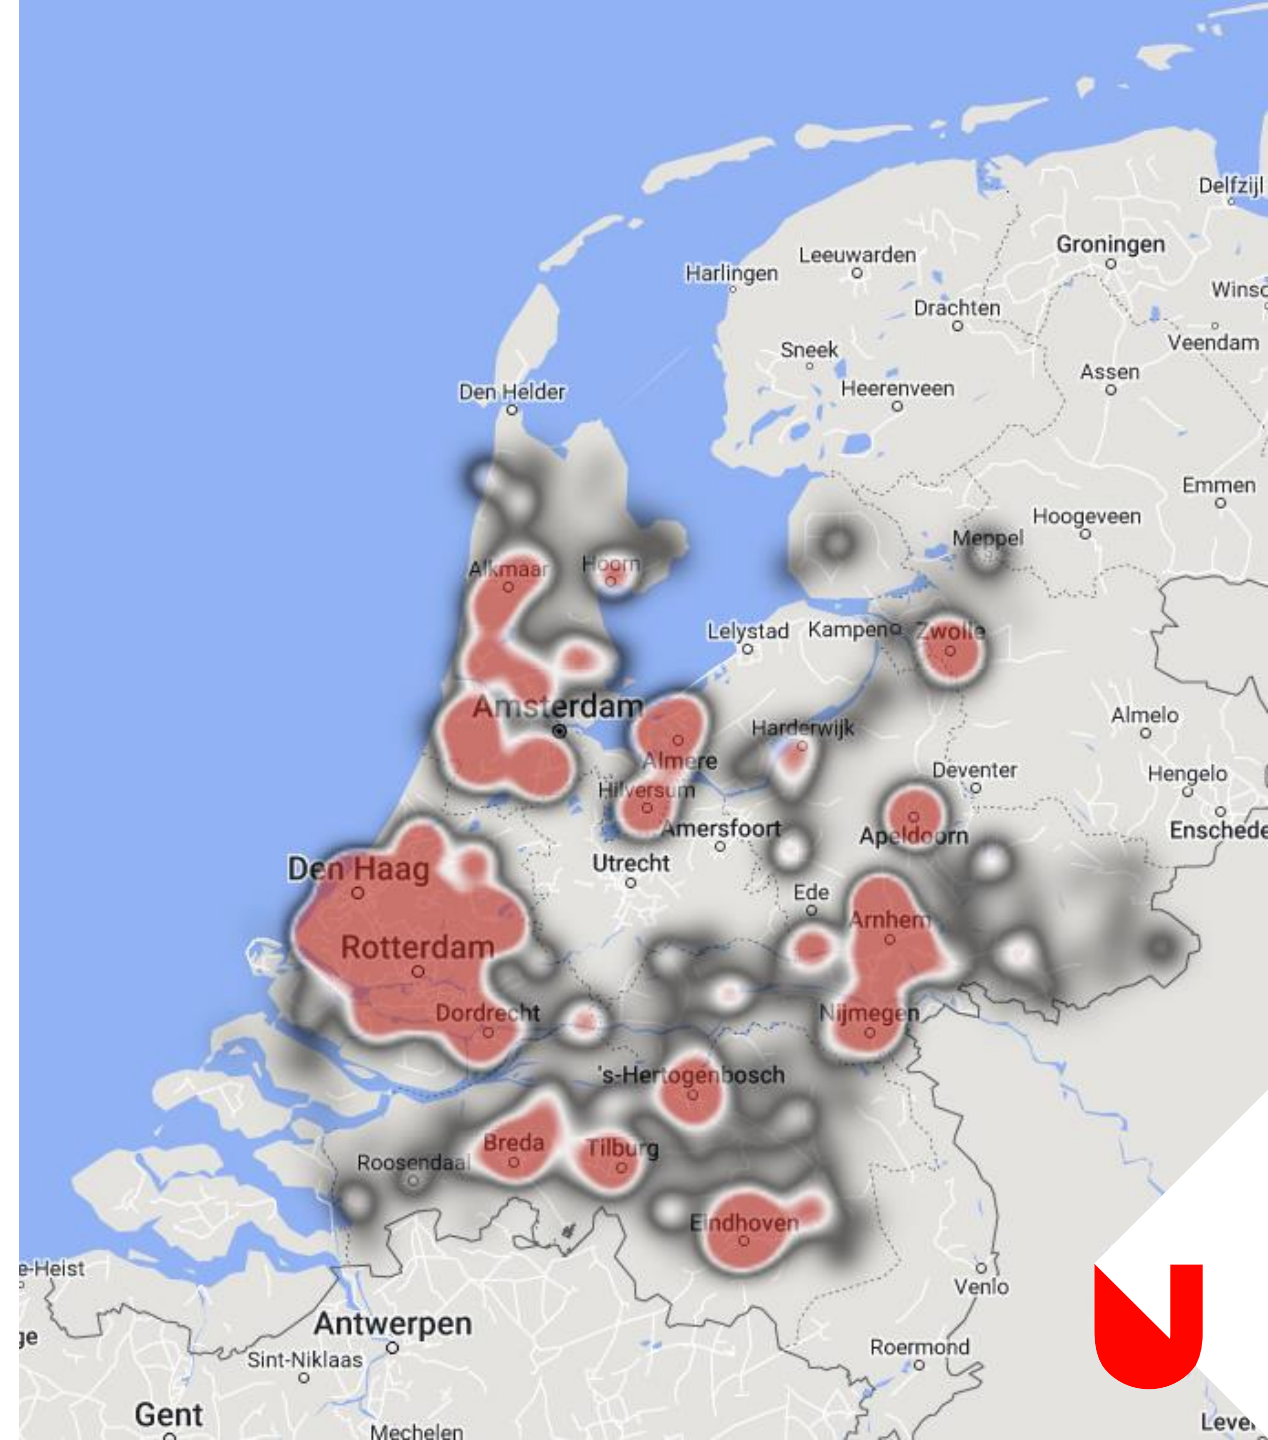 Delfzijl
Groningen
Leeuwarden
Harlingen
Winsc
Drachten
Veendam
Sneek
Assen
Heerenveen
Den Helder
Emmen
Hoogeveen
Meppel
Alkmaar
Hoorn
Lelystad
Kampen
Zwolle
Amsterdam
Almelo
Harderwijk
Almere
Deventer
Hengelo
Hilversum
Amersfoort
Apeldoorn
Enschede
Den Haag
Utrecht
Ede
Arnhem
Rotterdam
Dordrecht
Nijmegen
's-Hertogenbosch
Breda
Tilburg
Roosendaal
Eindhoven
e-Heist
Venlo
Antwerpen
ge
Roermond
Sint-Niklaas
Gent
Mechelen
Lever